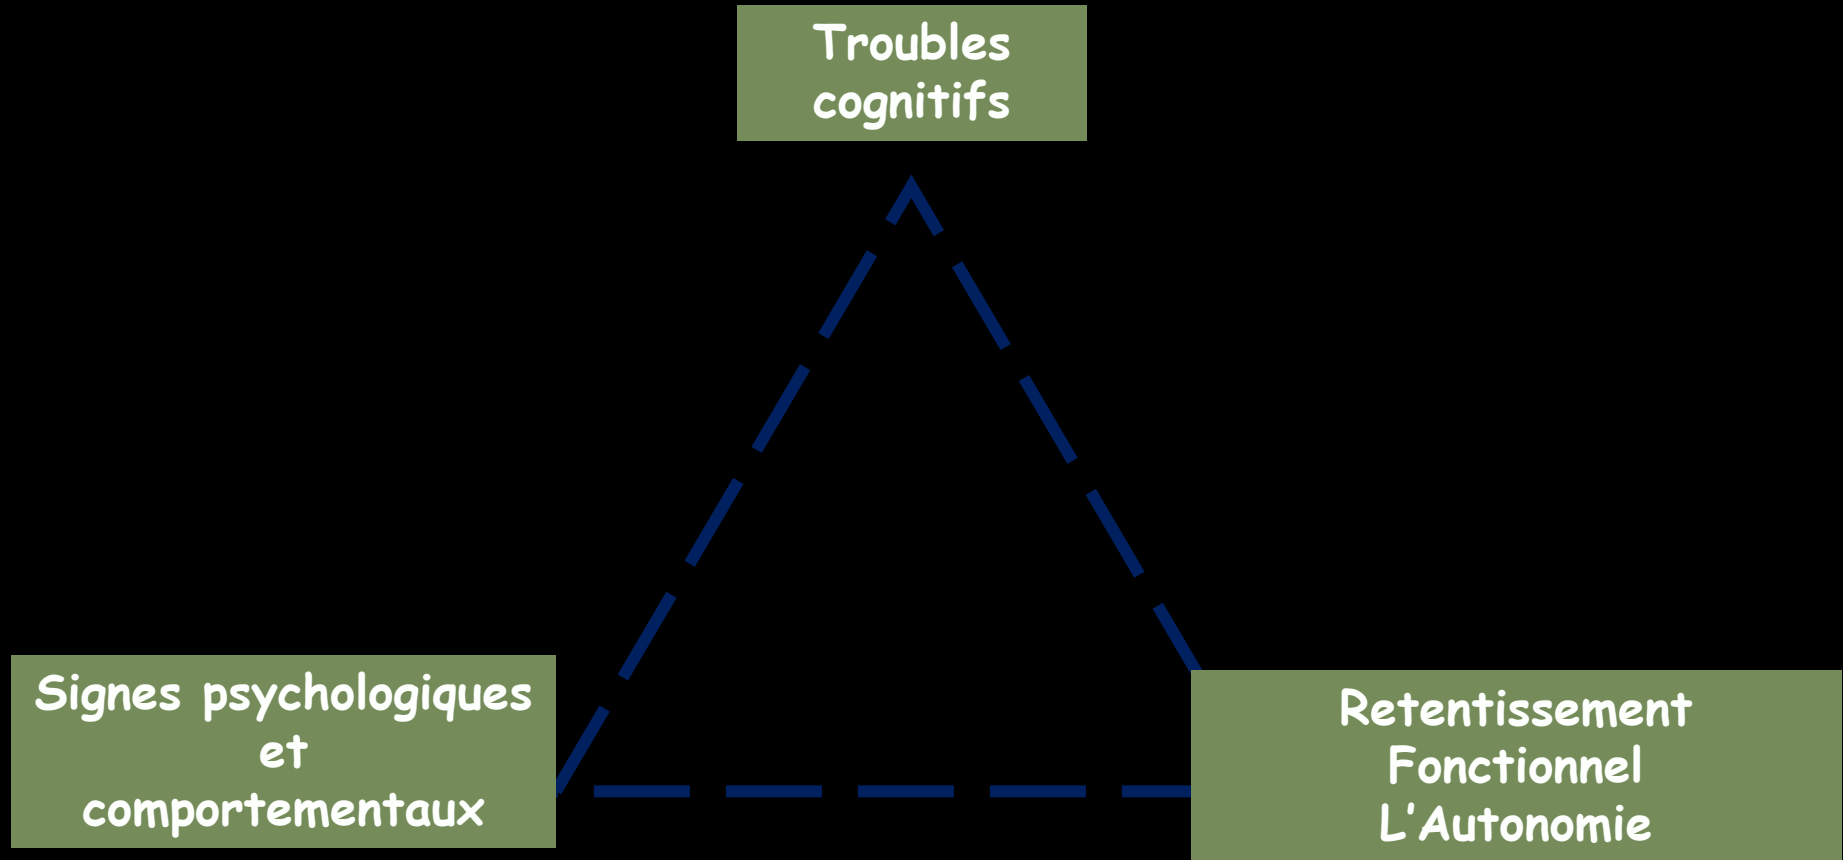 Troubles
cognitifs
Signes psychologiques
et
comportementaux
Retentissement
Fonctionnel
L'Autonomie